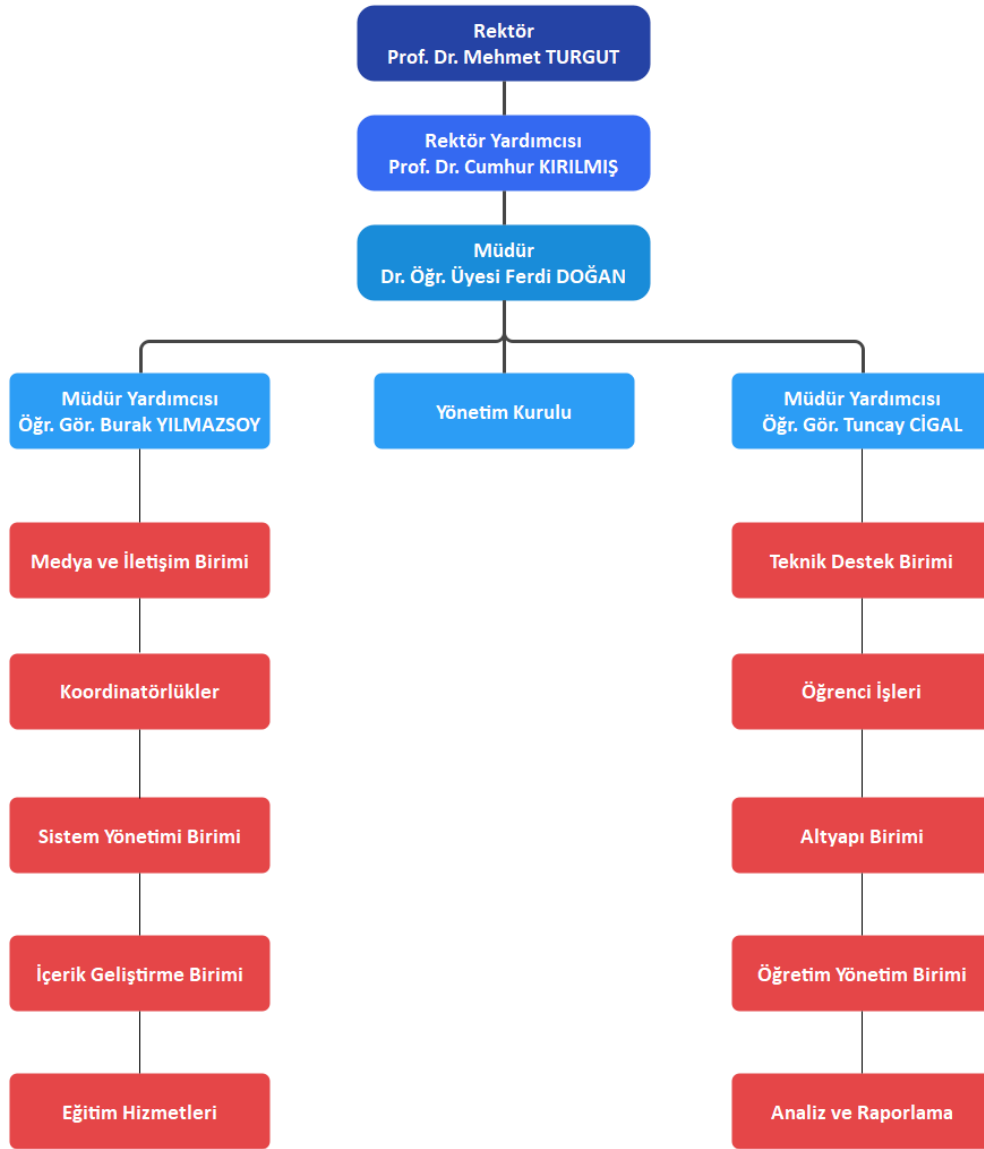 Rektör
Prof. Dr. Mehmet TURGUT
Rektör Yardımcısı
Prof. Dr. Cumhur KIRILMIŞ
Müdür
Dr. Öğr. Üyesi Ferdi DOĞAN
Müdür Yardımcısı
Öğr. Gör. Burak YILMAZSOY
Yönetim Kurulu
Müdür Yardımcısı
Öğr. Gör. Tuncay CİGAL
Medya ve İletişim Birimi
Teknik Destek Birimi
Koordinatörlükler
Öğrenci İşleri
Sistem Yönetimi Birimi
Altyapı Birimi
İçerik Geliştirme Birimi
Öğretim Yönetim Birimi
Eğitim Hizmetleri
Analiz ve Raporlama